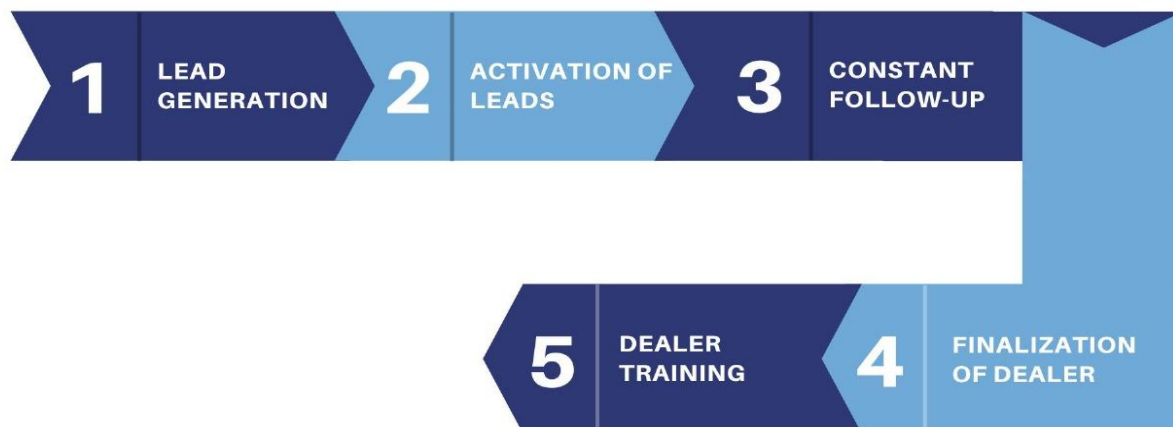 1
LEAD
GENERATION
2
ACTIVATION OF
LEADS
3
CONSTANT
FOLLOW-UP
4
FINALIZATION
OF DEALER
5
DEALER
TRAINING